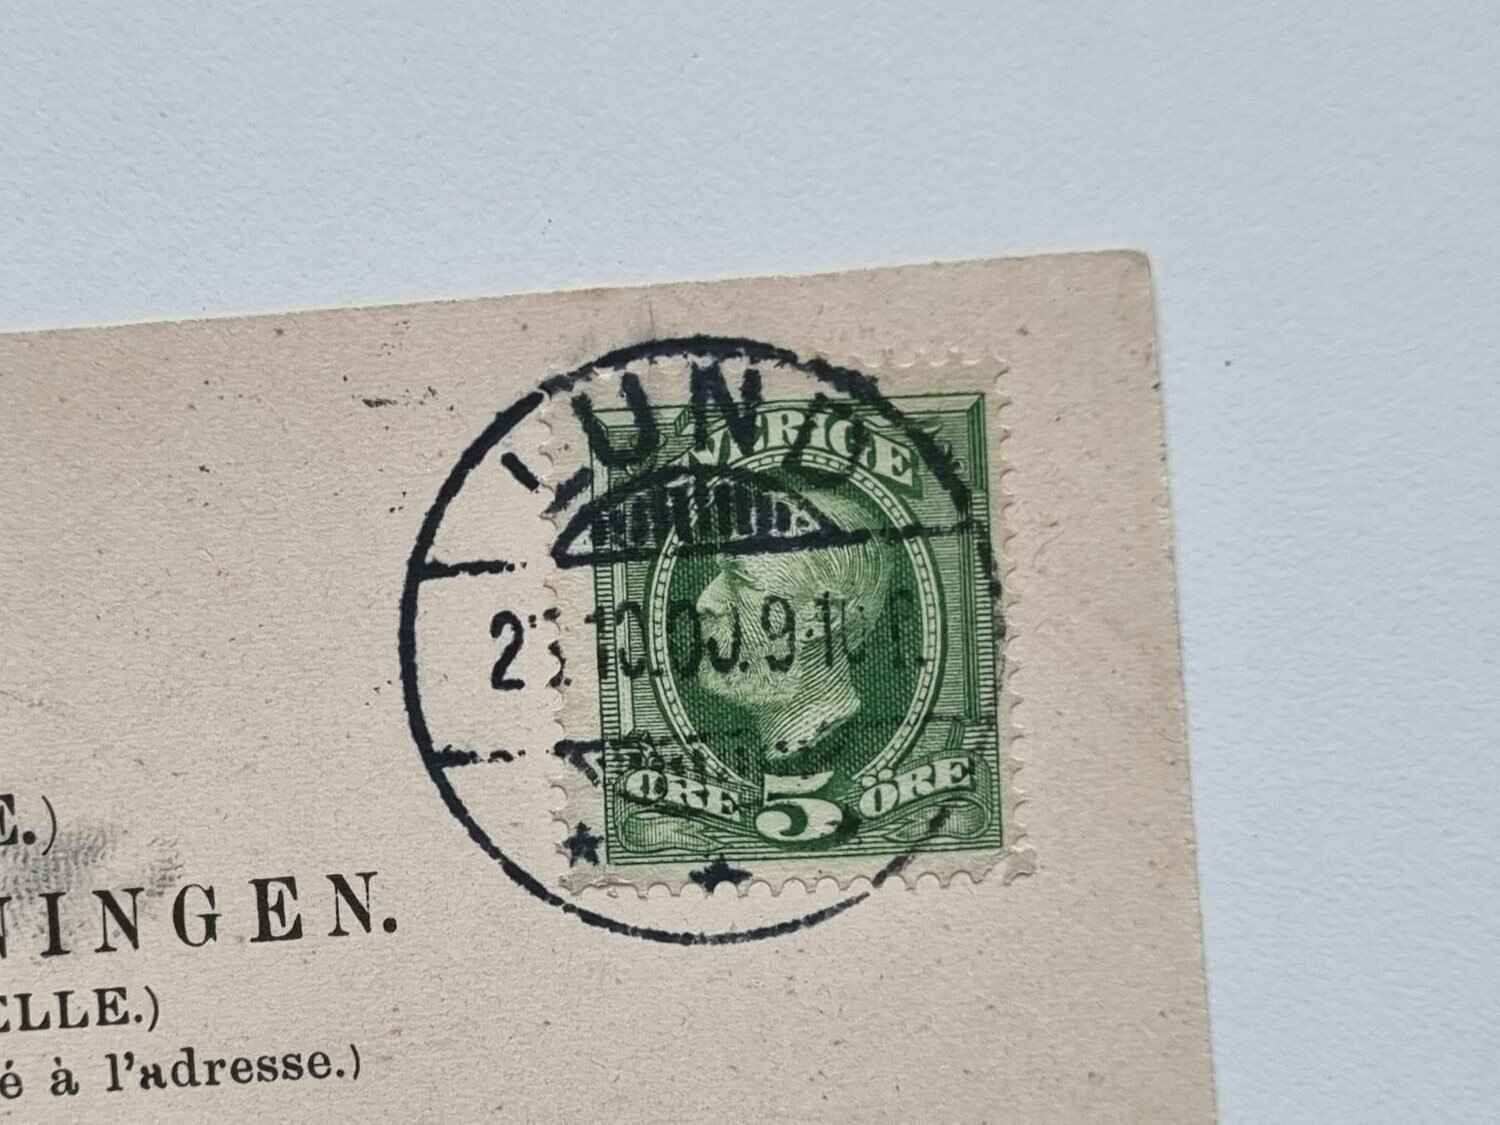 LUND
SVERIGE
ÖRE 5 ÖRE
NINGEN.
ELLE.)
é à l'adresse.)